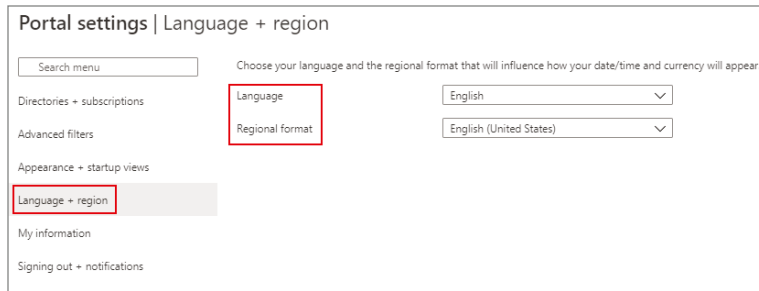 Portal settings | Language + region
Search menu
Choose your language and the regional format that will influence how your date/time and currency will appear
Directories + subscriptions
Language English
Advanced filters
Regional format English (United States)
Appearance + startup views
Language + region
My information
Signing out + notifications